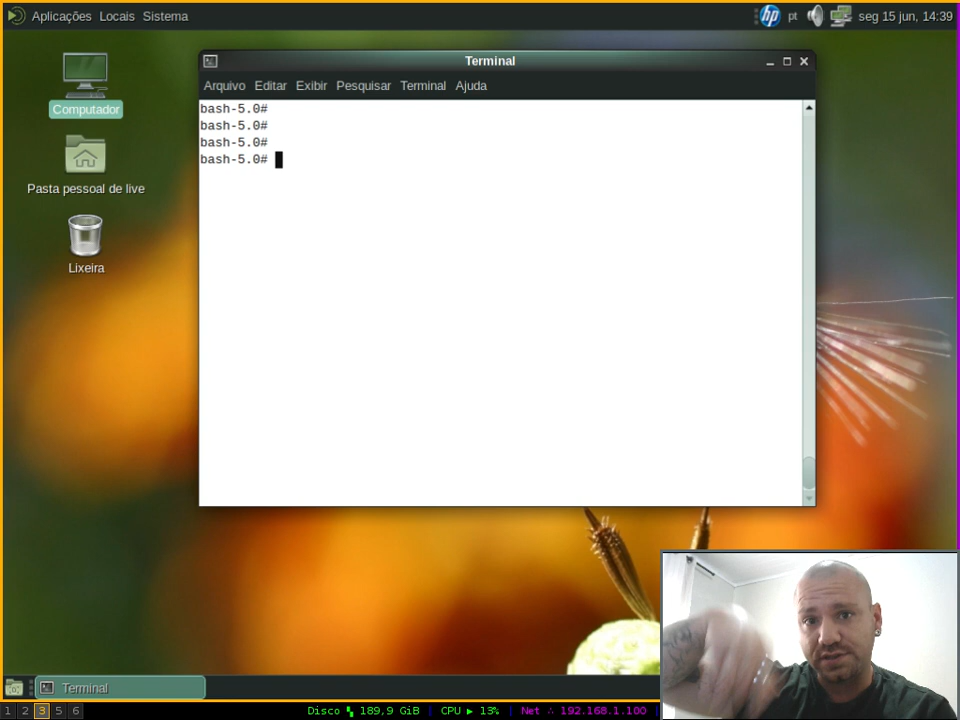 Aplicações Locais Sistema
hp pt seg 15 jun, 14:39
Computador
Pasta pessoal de live
Lixeira
Terminal
Arquivo Editar Exibir Pesquisar Terminal Ajuda
bash-5.0#
bash-5.0#
bash-5.0#
bash-5.0#
Terminal
1 2 3 5 6 Disco 189,9 GiB | CPU ▶ 13% | Net ∴ 192.168.1.100 |